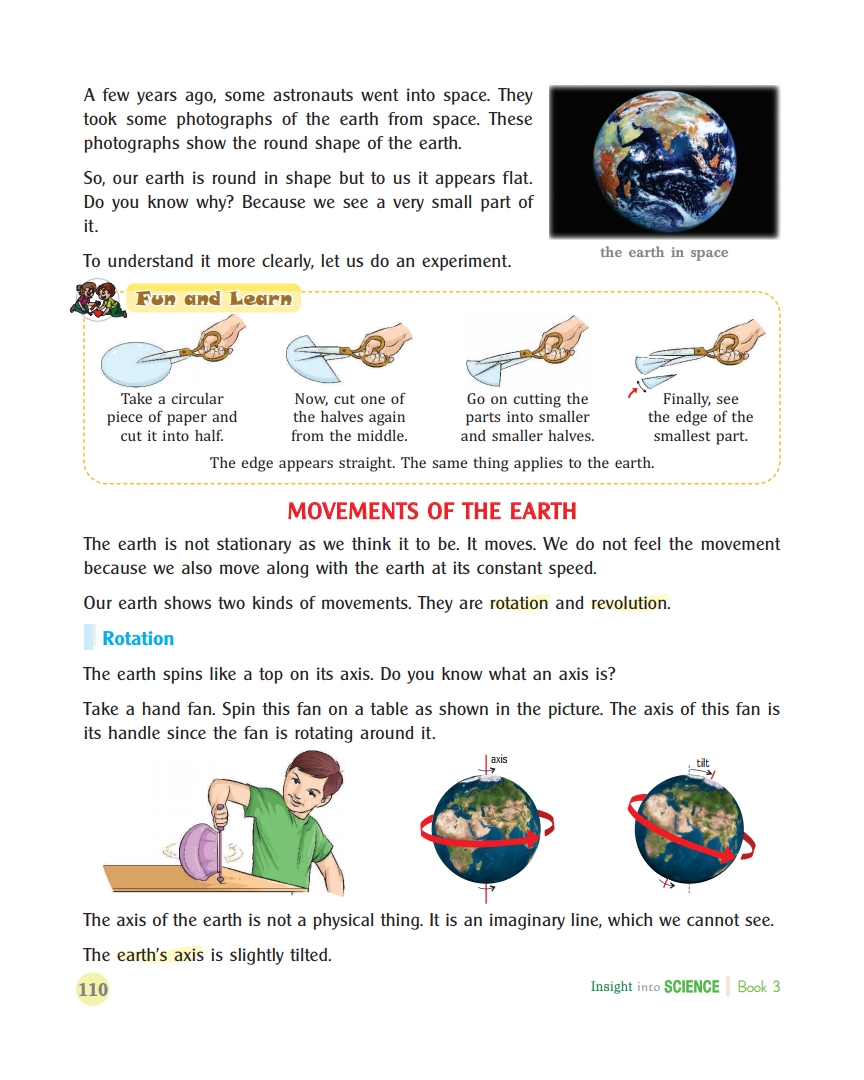 A few years ago, some astronauts went into space. They
took some photographs of the earth from space. These
photographs show the round shape of the earth.
So, our earth is round in shape but to us it appears flat.
Do you know why? Because we see a very small part of
it.
To understand it more clearly, let us do an experiment.
the earth in space
Fun and Learn
Take a circular
piece of paper and
cut it into half.
Now, cut one of
the halves again
from the middle.
Go on cutting the
parts into smaller
and smaller halves.
Finally, see
the edge of the
smallest part.
The edge appears straight. The same thing applies to the earth.
MOVEMENTS OF THE EARTH
The earth is not stationary as we think it to be. It moves. We do not feel the movement
because we also move along with the earth at its constant speed.
Our earth shows two kinds of movements. They are rotation and revolution.
Rotation
The earth spins like a top on its axis. Do you know what an axis is?
Take a hand fan. Spin this fan on a table as shown in the picture. The axis of this fan is
its handle since the fan is rotating around it.
axis
tilt
The axis of the earth is not a physical thing. It is an imaginary line, which we cannot see.
The earth's axis is slightly tilted.
110
Insight into SCIENCE Book 3